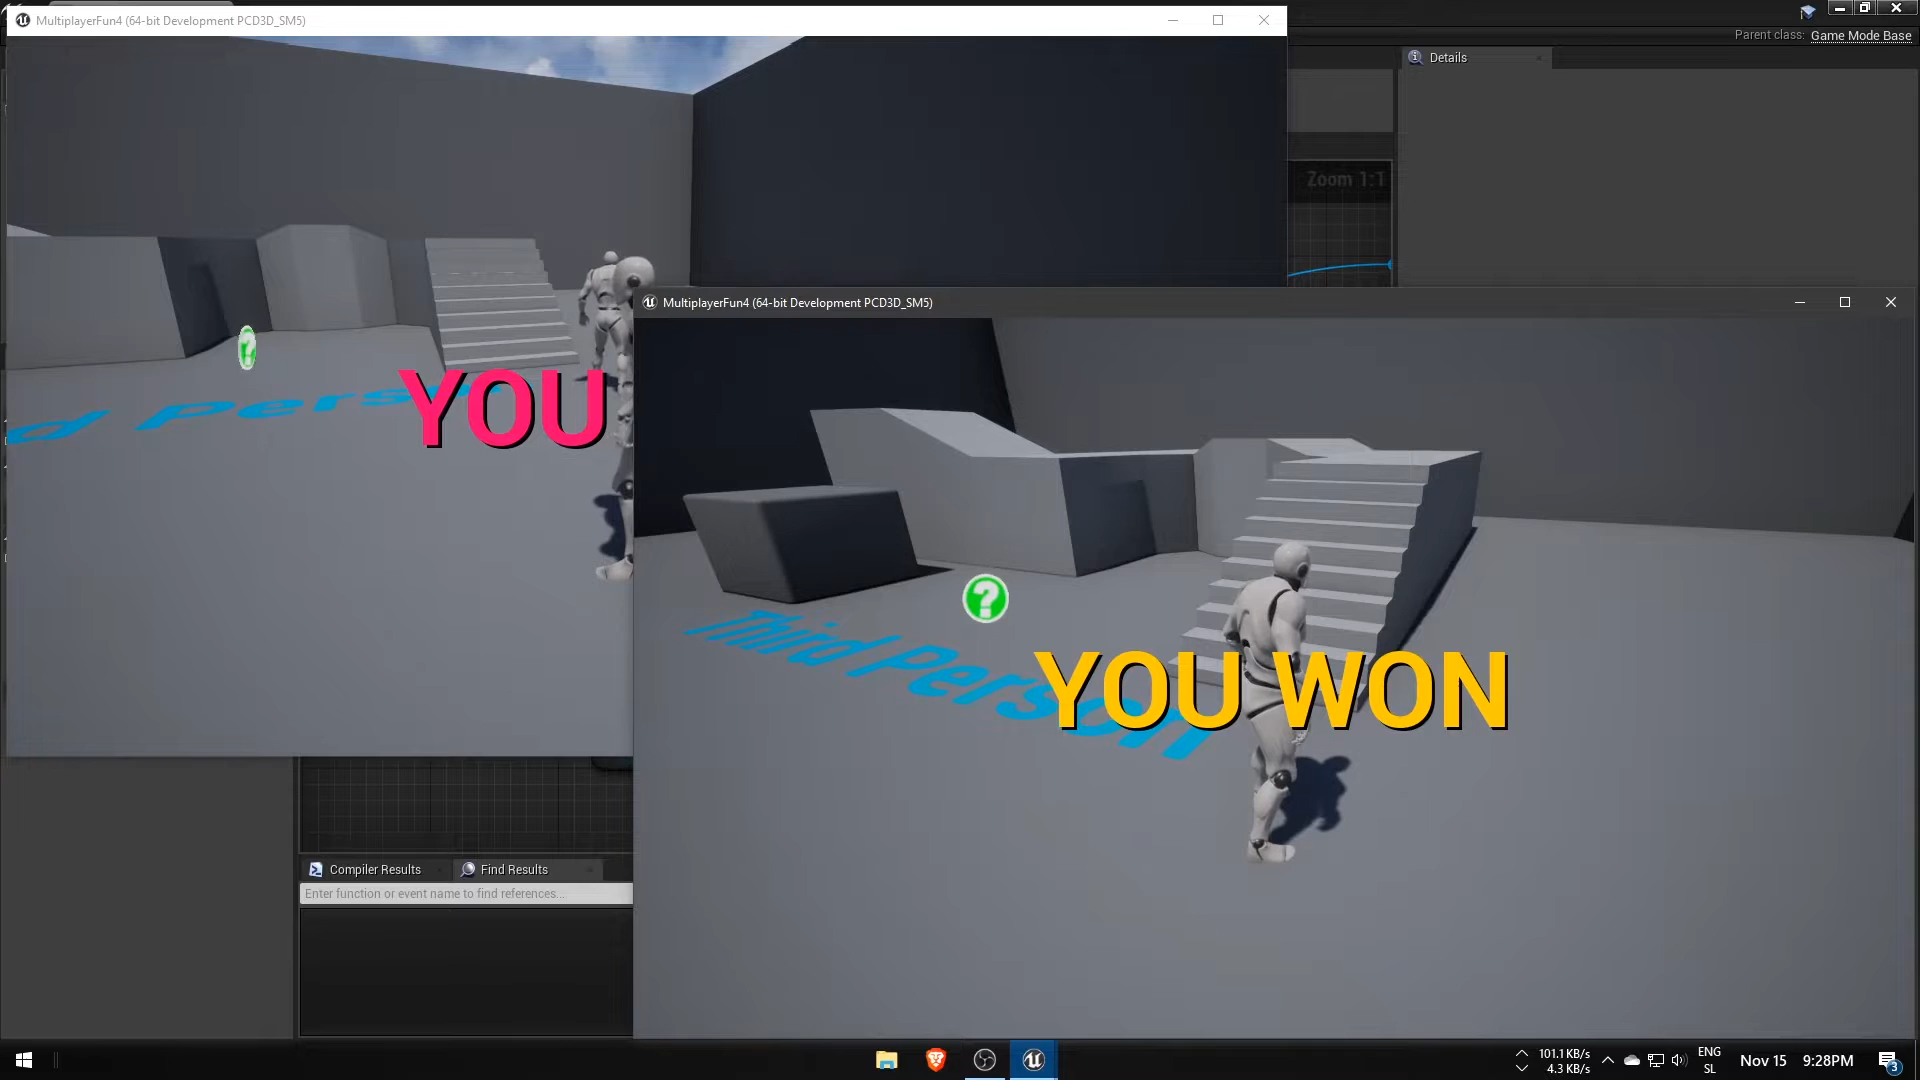 MultiplayerFun4 (64-bit Development PCD3D_SM5)
Parent class: Game Mode Base
Details
Zoom 1:1
MultiplayerFun4 (64-bit Development PCD3D_SM5)
d Perso
YOU
?
?
Third Person
YOU WON
Compiler Results
Find Results
Enter function or event name to find references...
101.1 KB/s
4.3 KB/s
ENG
SL
Nov 15
9:28PM
3